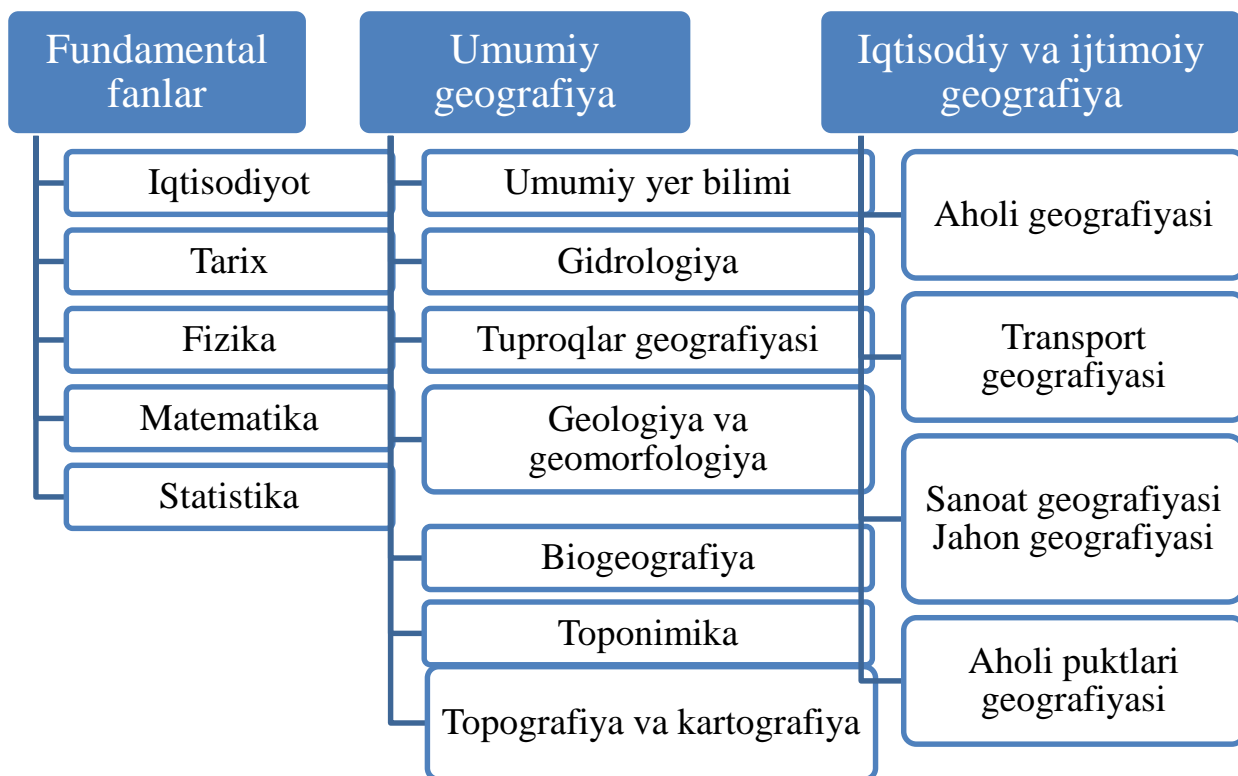 Fundamental
fanlar
Iqtisodiyot
Tarix
Fizika
Matematika
Statistika
Umumiy
geografiya
Umumiy yer bilimi
Gidrologiya
Tuproqlar geografiyasi
Geologiya va
geomorfologiya
Biogeografiya
Toponimika
Topografiya va kartografiya
Iqtisodiy va ijtimoiy
geografiya
Aholi geografiyasi
Transport
geografiyasi
Sanoat geografiyasi
Jahon geografiyasi
Aholi puktlari
geografiyasi